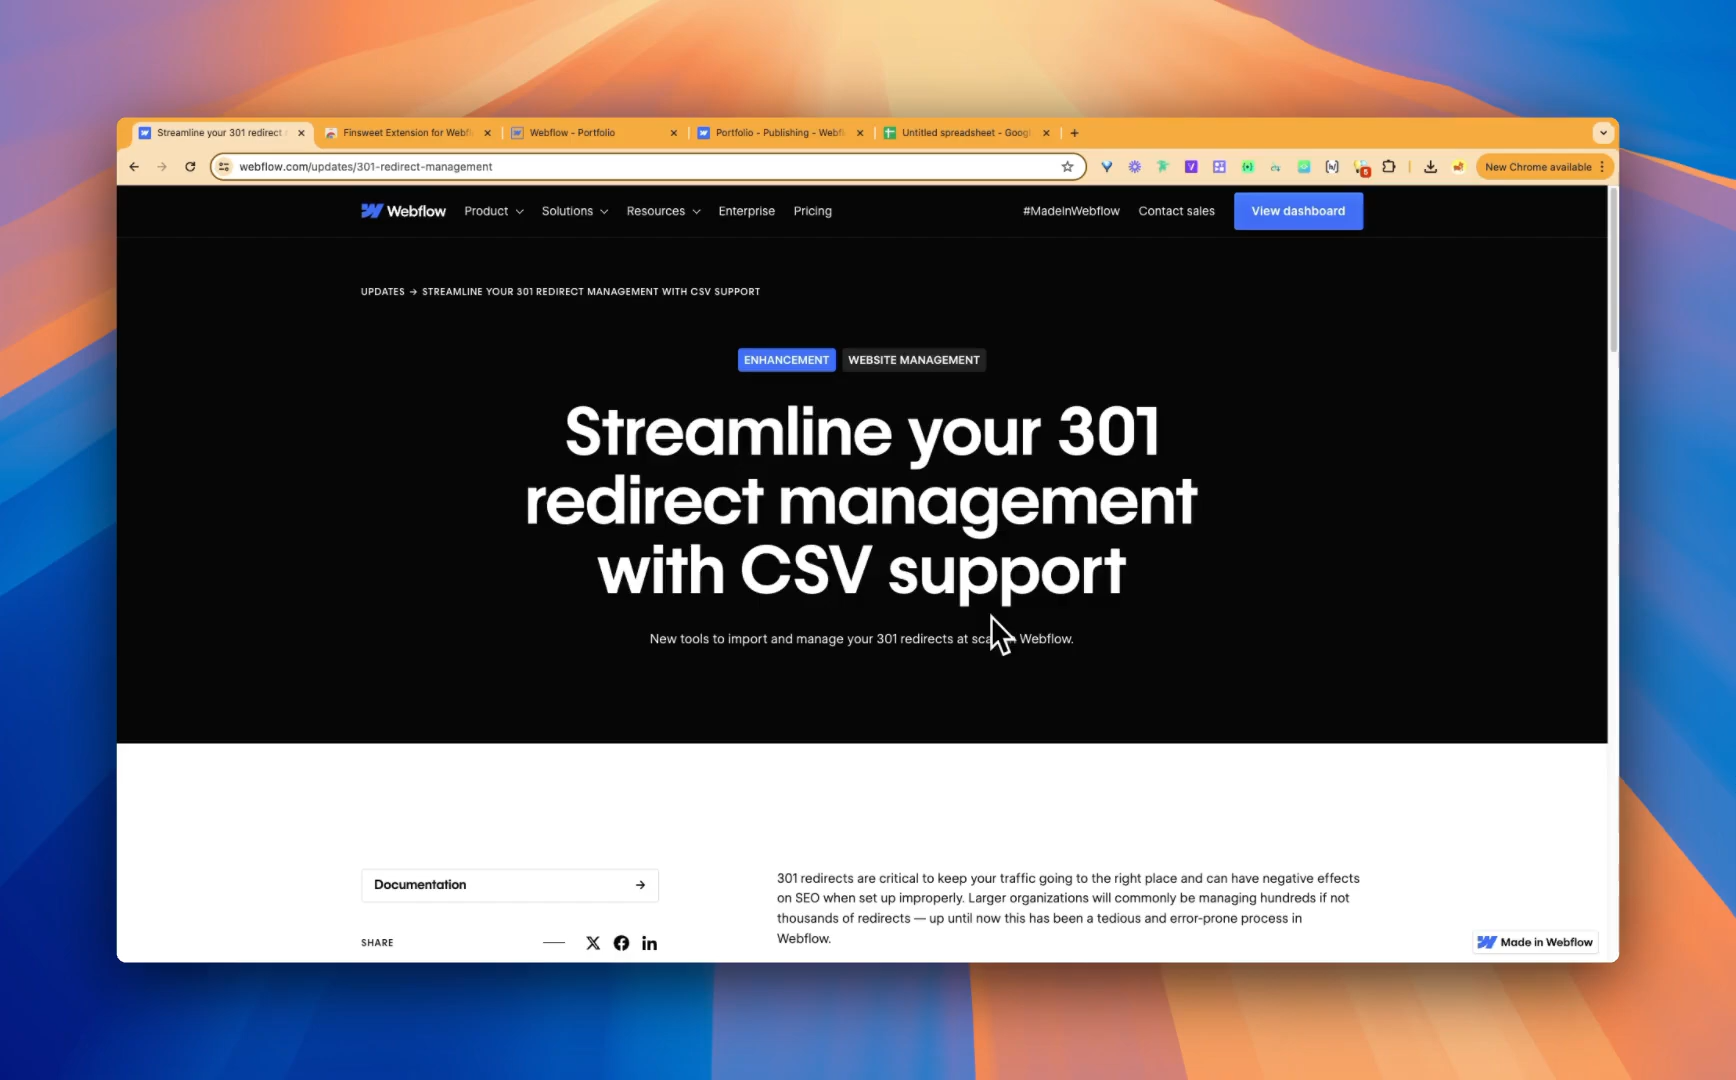 Streamline your 301 redirect
Finsweet Extension for Webfl
Webflow - Portfolio
Portfolio - Publishing - Webfl
Untitled spreadsheet - Googl
webflow.com/updates/301-redirect-management
5
New Chrome available
Webflow
Product
Solutions
Resources
Enterprise
Pricing
#MadeinWebflow
Contact sales
View dashboard
UPDATES → STREAMLINE YOUR 301 REDIRECT MANAGEMENT WITH CSV SUPPORT
ENHANCEMENT
WEBSITE MANAGEMENT
Streamline your 301
redirect management
with CSV support
New tools to import and manage your 301 redirects at Webflow.
Documentation →
301 redirects are critical to keep your traffic going to the right place and can have negative effects
on SEO when set up improperly. Larger organizations will commonly be managing hundreds if not
thousands of redirects — up until now this has been a tedious and error-prone process in
Webflow.
SHARE
Made in Webflow